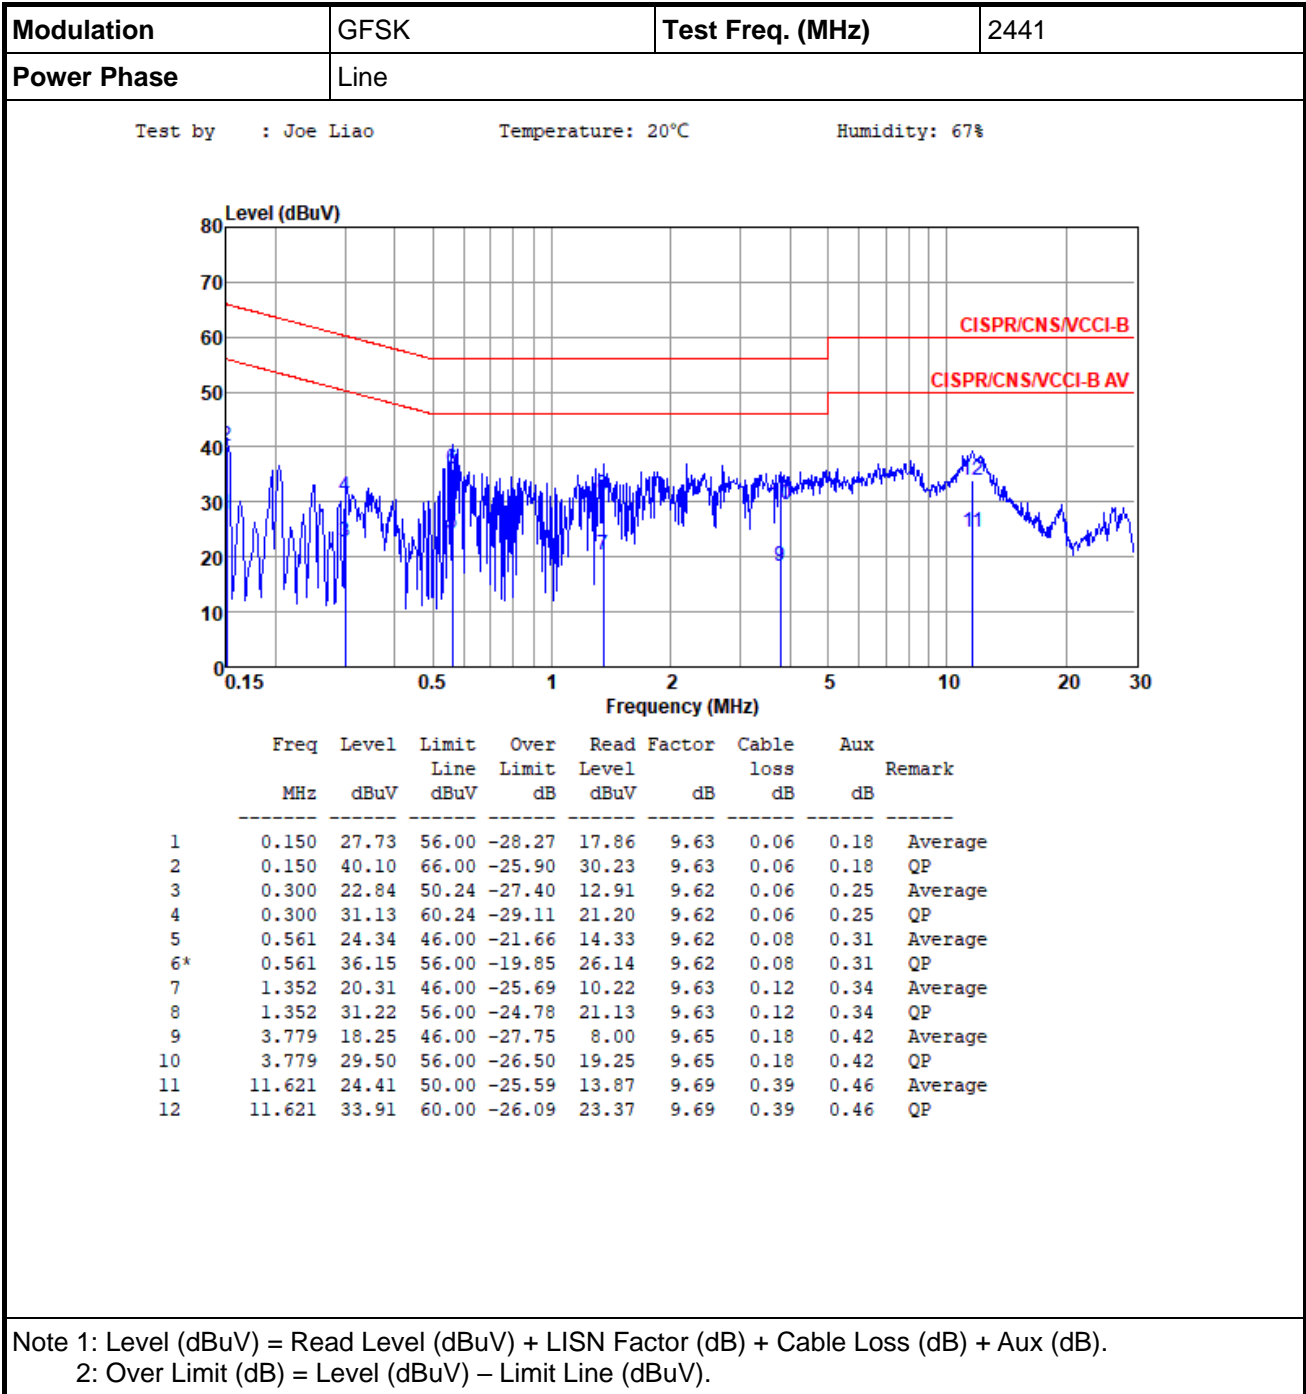 Modulation GFSK Test Freq. (MHz) 2441
Power Phase Line
Test by : Joe Liao Temperature: 20°C Humidity: 67%
Level (dBuV)
80
70
60
CISPR/CNS/VCCI-B
50
CISPR/CNS/VCCI-B AV
40
30
20
10
0
2
4
12
11
7
9
0.15 0.5 1 2 5 10 20 30
Frequency (MHz)
Freq Level Limit Over Read Factor Cable Aux
Line Limit Level loss Remark
MHz dBuV dBuV dB dBuV dB dB dB
------- ------ ------ ------ ------ ------ ------ ------ ------
1 0.150 27.73 56.00 -28.27 17.86 9.63 0.06 0.18 Average
2 0.150 40.10 66.00 -25.90 30.23 9.63 0.06 0.18 QP
3 0.300 22.84 50.24 -27.40 12.91 9.62 0.06 0.25 Average
4 0.300 31.13 60.24 -29.11 21.20 9.62 0.06 0.25 QP
5 0.561 24.34 46.00 -21.66 14.33 9.62 0.08 0.31 Average
6* 0.561 36.15 56.00 -19.85 26.14 9.62 0.08 0.31 QP
7 1.352 20.31 46.00 -25.69 10.22 9.63 0.12 0.34 Average
8 1.352 31.22 56.00 -24.78 21.13 9.63 0.12 0.34 QP
9 3.779 18.25 46.00 -27.75 8.00 9.65 0.18 0.42 Average
10 3.779 29.50 56.00 -26.50 19.25 9.65 0.18 0.42 QP
11 11.621 24.41 50.00 -25.59 13.87 9.69 0.39 0.46 Average
12 11.621 33.91 60.00 -26.09 23.37 9.69 0.39 0.46 QP
Note 1: Level (dBuV) = Read Level (dBuV) + LISN Factor (dB) + Cable Loss (dB) + Aux (dB).
2: Over Limit (dB) = Level (dBuV) – Limit Line (dBuV).